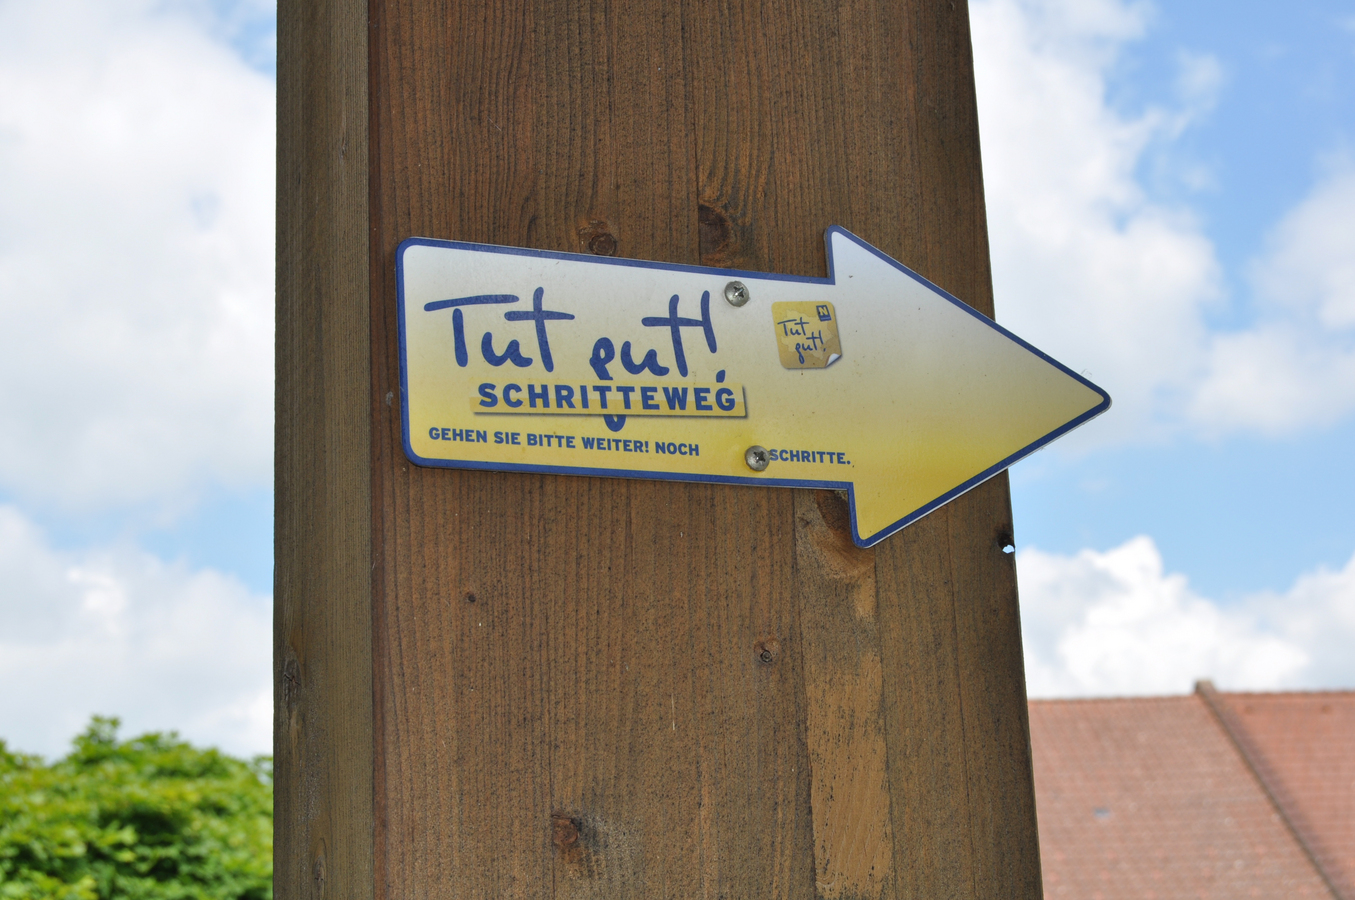 Tut gut!
SCHRITTEWEG
GEHEN SIE BITTE WEITER! NOCH SCHRITTE.
N
Tut
gut!